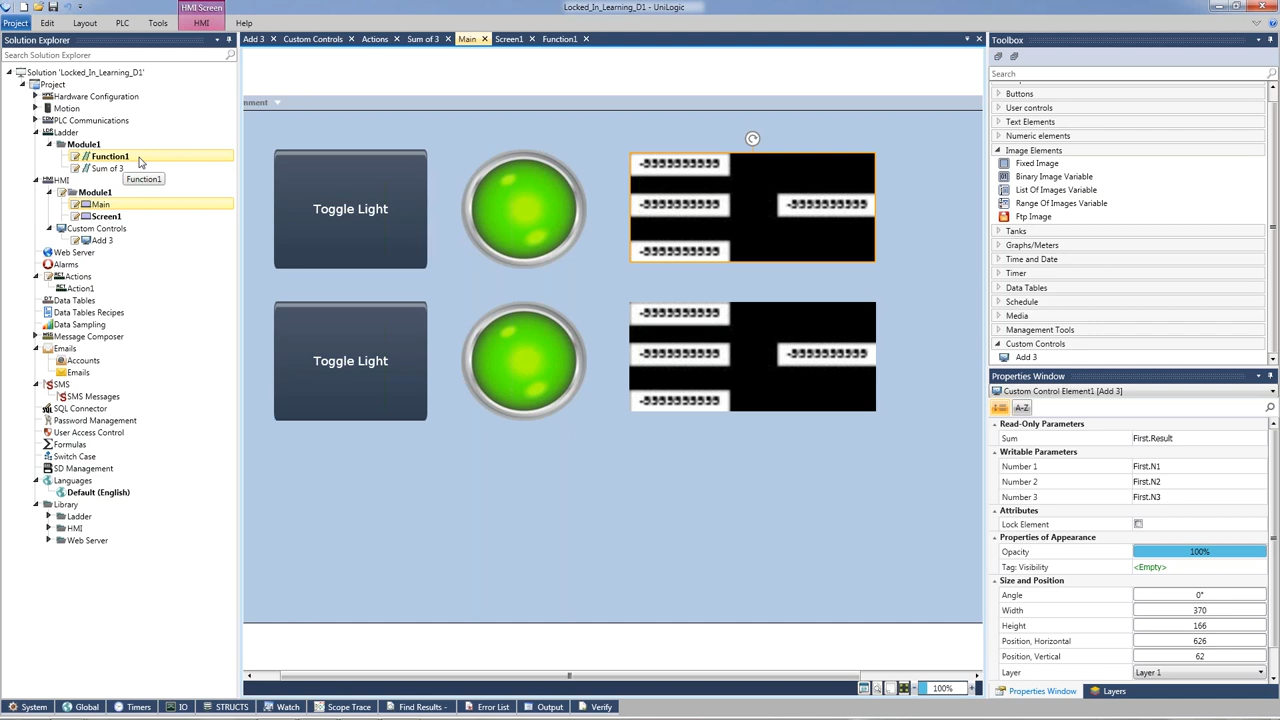 HMI Screen
Locked_In_Learning_D1 - UniLogic
Project Edit Layout PLC Tools HMI Help
Solution Explorer
Add 3 Custom Controls Actions Sum of 3 Main Screen1 Function1
Toolbox
Search Solution Explorer
Search
Solution 'Locked_In_Learning_D1'
Project
Hardware Configuration
Motion
PLC Communications
Ladder
Module1
Function1
Sum of 3
Function1
HMI
Module1
Main
Screen1
Custom Controls
Add 3
Web Server
Alarms
Actions
Action1
Data Tables
Data Tables Recipes
Data Sampling
Message Composer
Emails
Accounts
Emails
SMS
SMS Messages
SQL Connector
Password Management
User Access Control
Formulas
Switch Case
SD Management
Languages
Default (English)
Library
Ladder
HMI
Web Server
nment
Toggle Light
Toggle Light
Buttons
User controls
Text Elements
Numeric elements
Image Elements
Fixed Image
Binary Image Variable
List Of Images Variable
Range Of Images Variable
Ftp Image
Tanks
Graphs/Meters
Time and Date
Timer
Data Tables
Schedule
Media
Management Tools
Custom Controls
Add 3
Properties Window
Custom Control Element1 [Add 3]
A-Z
Read-Only Parameters
Sum First.Result
Writable Parameters
Number 1 First.N1
Number 2 First.N2
Number 3 First.N3
Attributes
Lock Element
Properties of Appearance
Opacity 100%
Tag: Visibility <Empty>
Size and Position
Angle 0°
Width 370
Height 166
Position, Horizontal 626
Position, Vertical 62
Layer Layer 1
100%
Properties Window Layers
System Global Timers IO STRUCTS Watch Scope Trace Find Results - Error List Output Verify